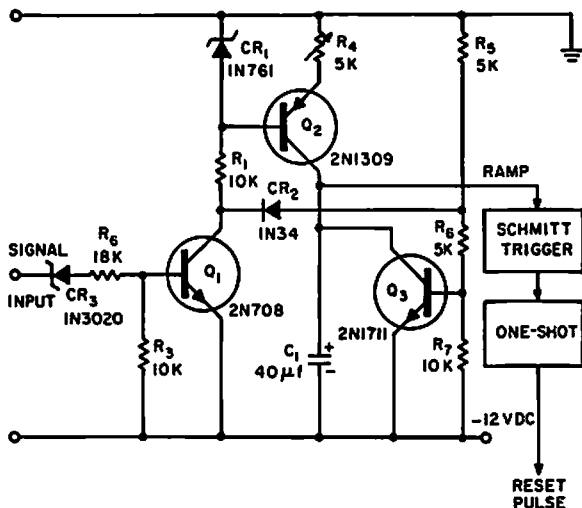 CR1
1N761
R4
5K
R5
5K
Q2
2N1309
R1
10K
CR2
1N34
RAMP
SCHMITT
TRIGGER
SIGNAL
INPUT
R6
18K
CR3
1N3020
Q1
2N708
R6
5K
Q3
2N1711
ONE-SHOT
R3
10K
C1
40µf
+
−
R7
10K
-12 VDC
RESET
PULSE